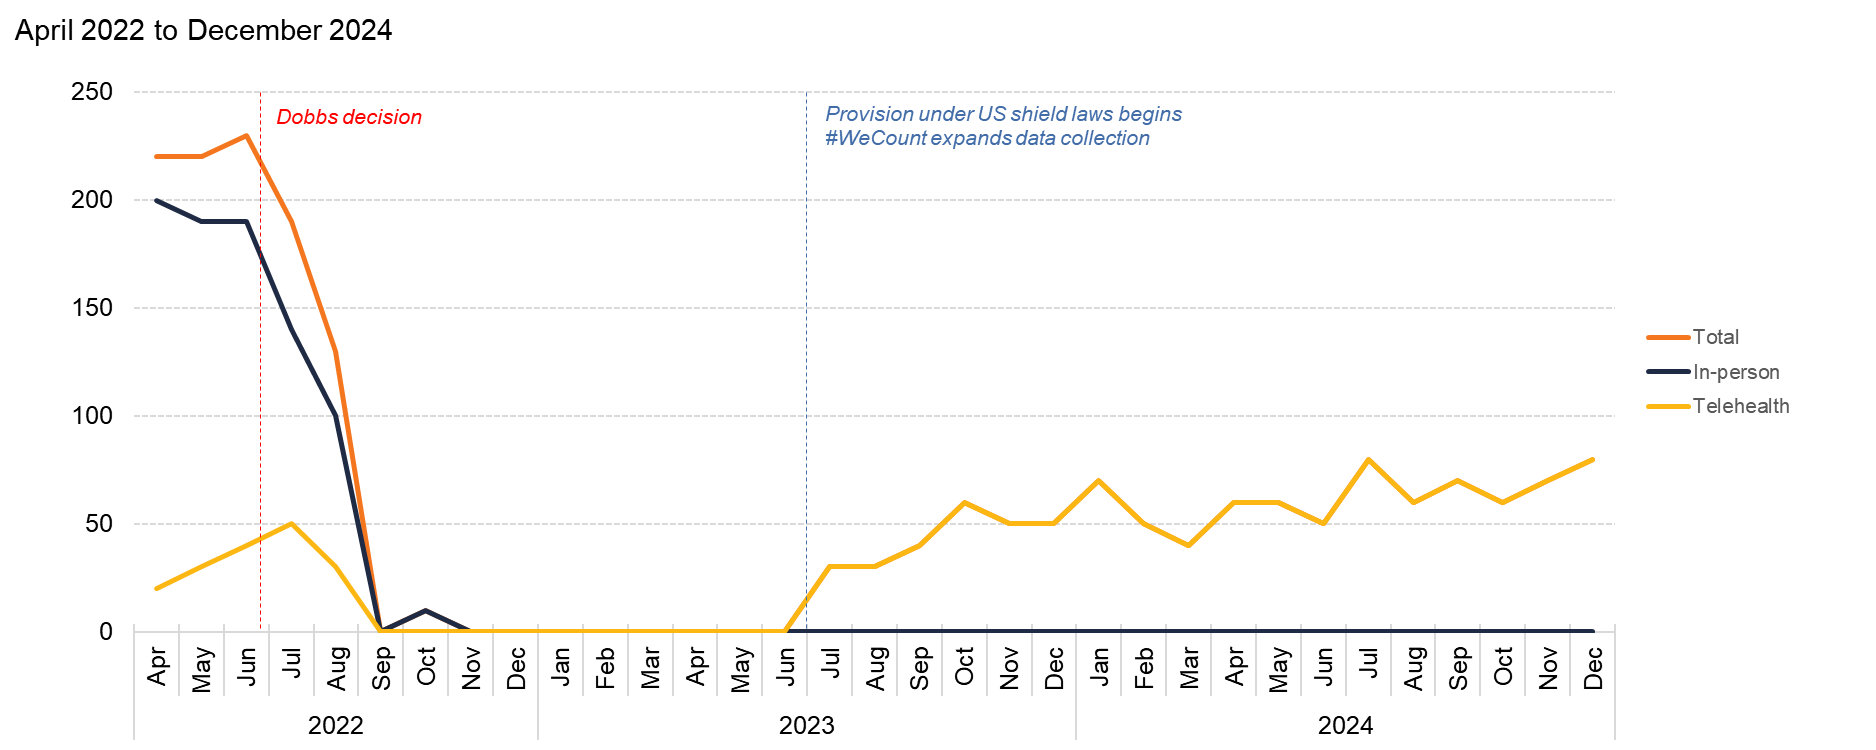 April 2022 to December 2024
250
200
150
100
50
0
Dobbs decision
Provision under US shield laws begins
#WeCount expands data collection
Total
In-person
Telehealth
Apr
May
Jun
Jul
Aug
Sep
Oct
Nov
Dec
Jan
Feb
Mar
Apr
May
Jun
Jul
Aug
Sep
Oct
Nov
Dec
Jan
Feb
Mar
Apr
May
Jun
Jul
Aug
Sep
Oct
Nov
Dec
2022
2023
2024